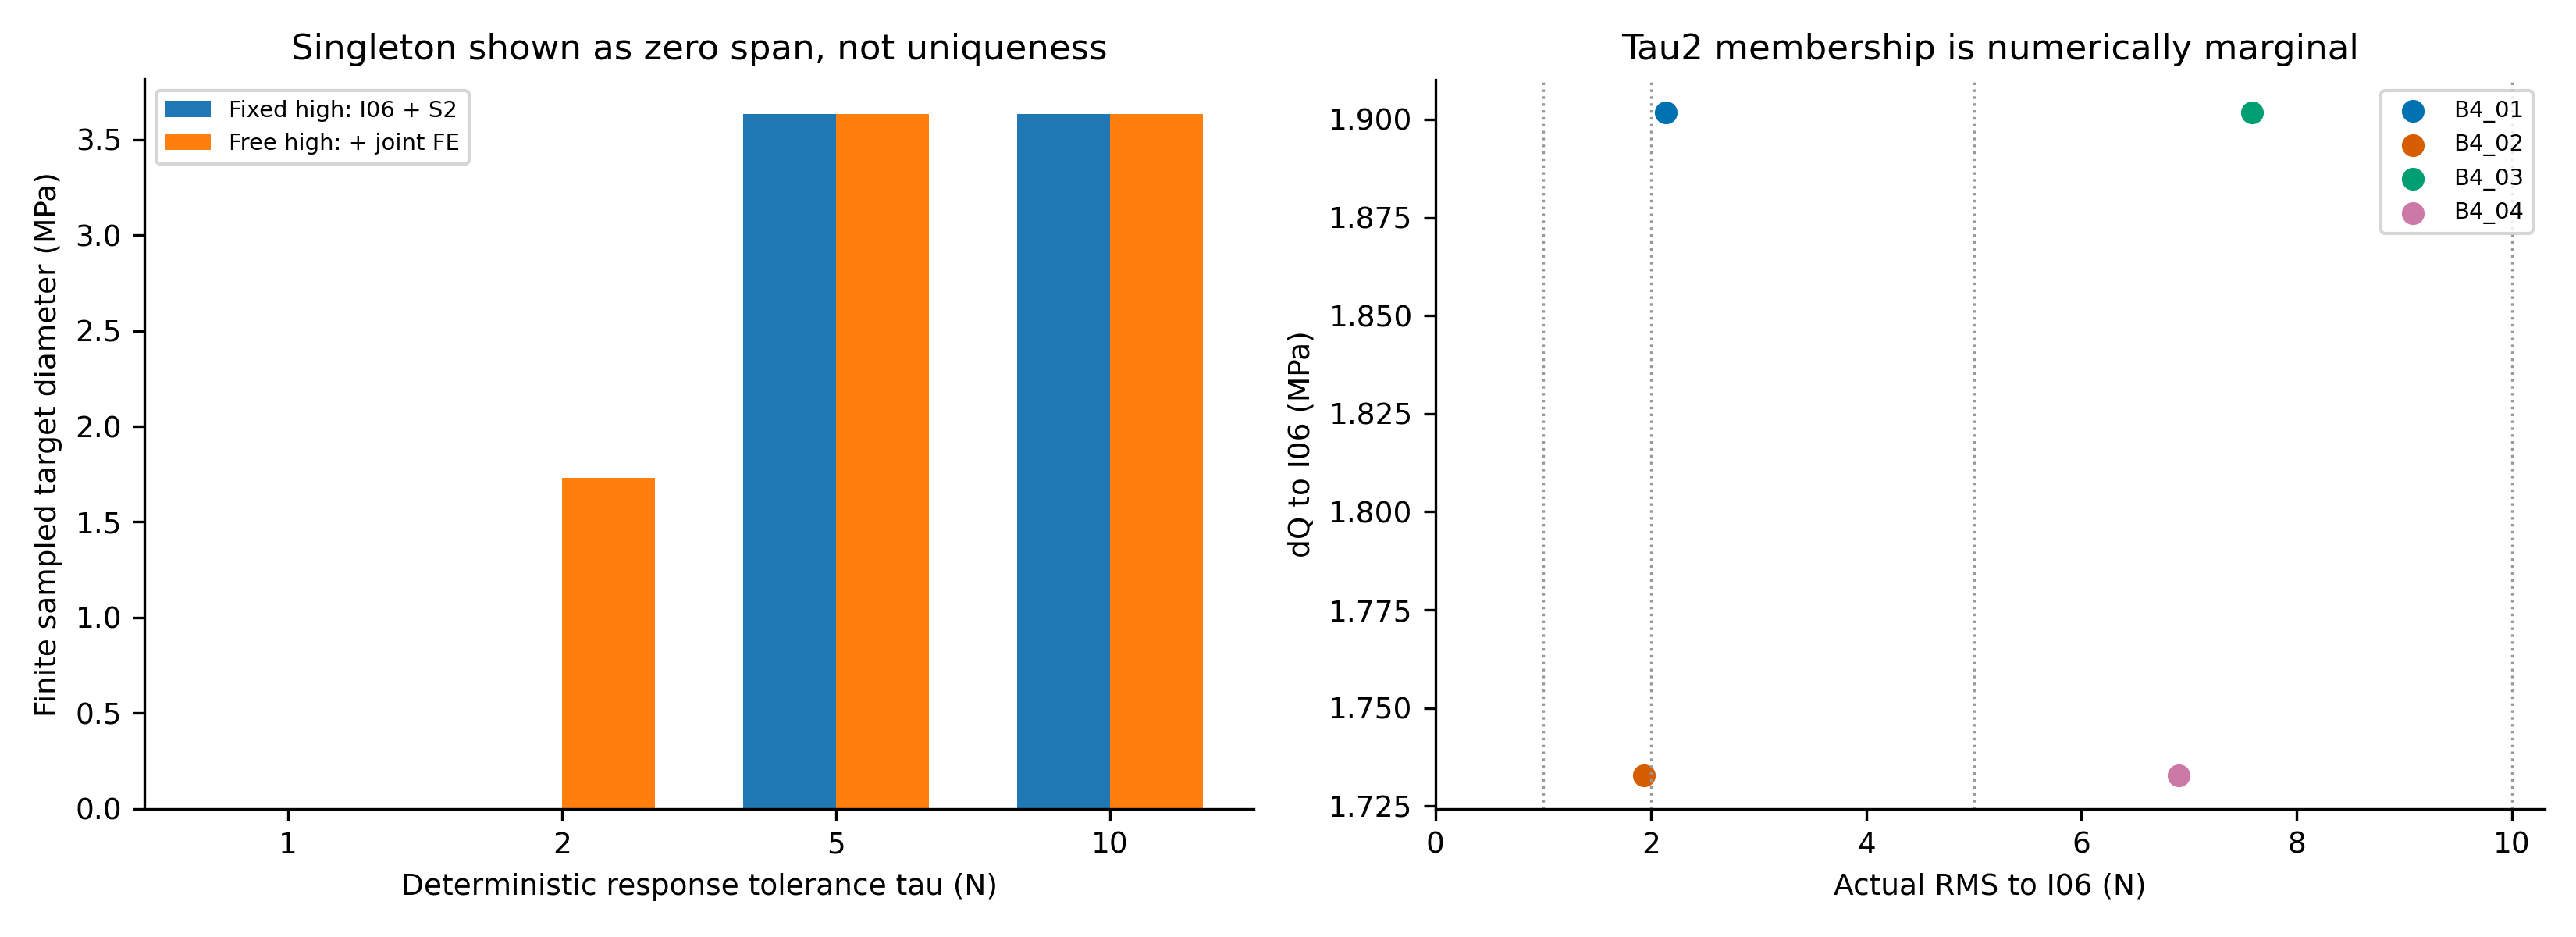 Singleton shown as zero span, not uniqueness
Fixed high: I06 + S2
Free high: + joint FE
Finite sampled target diameter (MPa)
3.5
3.0
2.5
2.0
1.5
1.0
0.5
0.0
1
2
5
10
Deterministic response tolerance tau (N)
Tau2 membership is numerically marginal
B4_01
B4_02
B4_03
B4_04
dQ to I06 (MPa)
1.900
1.875
1.850
1.825
1.800
1.775
1.750
1.725
0
2
4
6
8
10
Actual RMS to I06 (N)